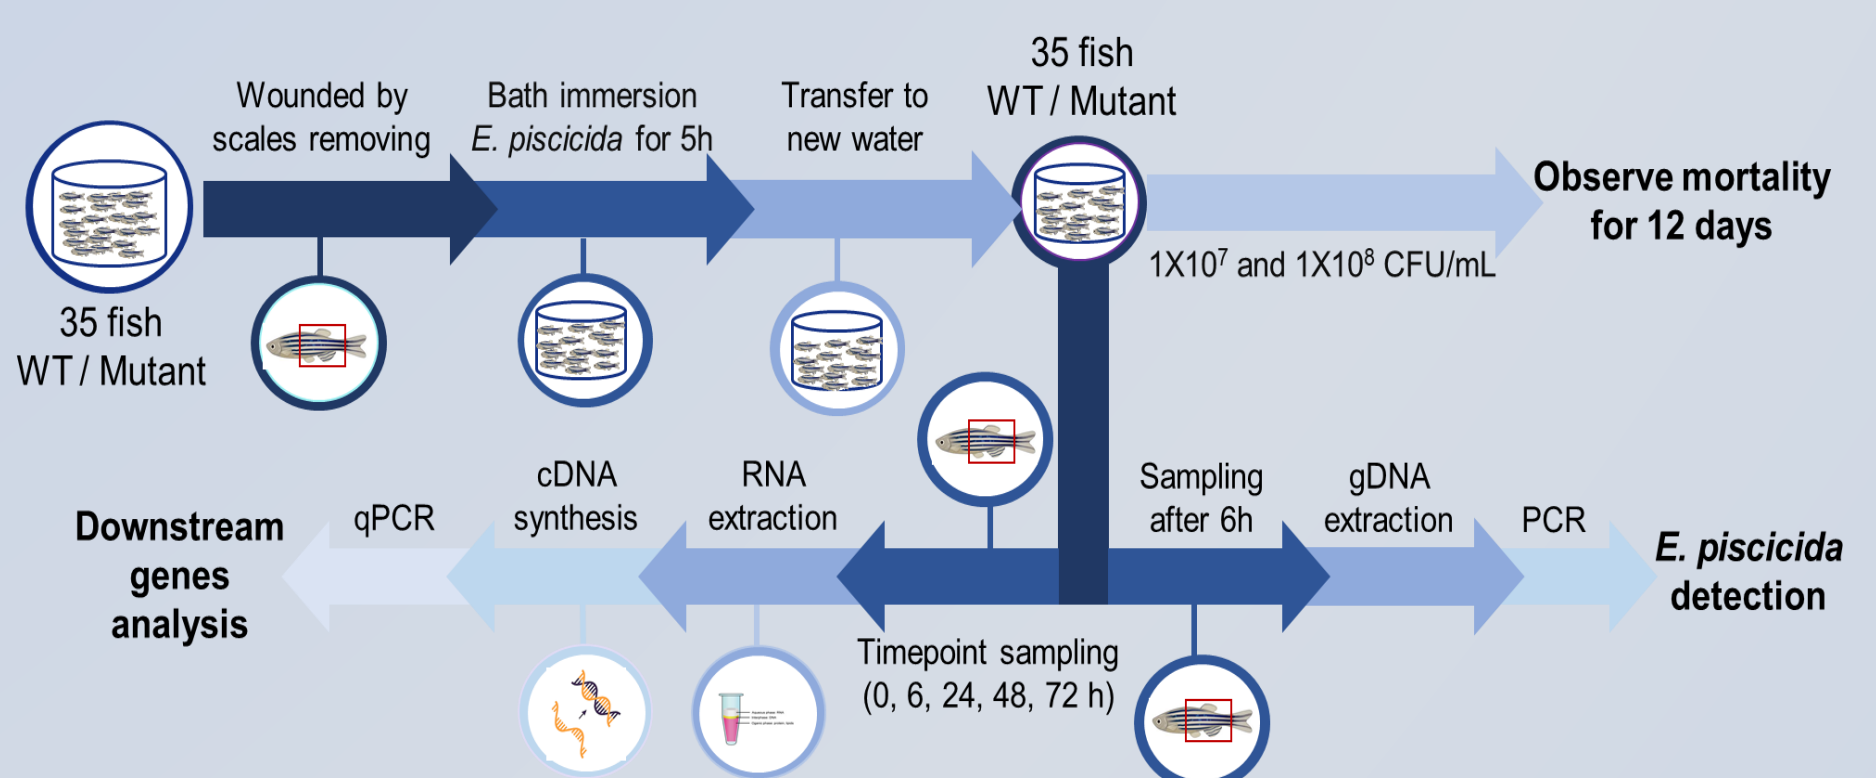 35 fish
WT / Mutant
Wounded by
scales removing
Bath immersion
E. piscicida for 5h
Transfer to
new water
35 fish
WT / Mutant
1X10⁷ and 1X10⁸ CFU/mL
Observe mortality
for 12 days
Downstream
genes
analysis
qPCR
cDNA
synthesis
RNA
extraction
Timepoint sampling
(0, 6, 24, 48, 72 h)
Sampling
after 6h
gDNA
extraction
PCR
E. piscicida
detection